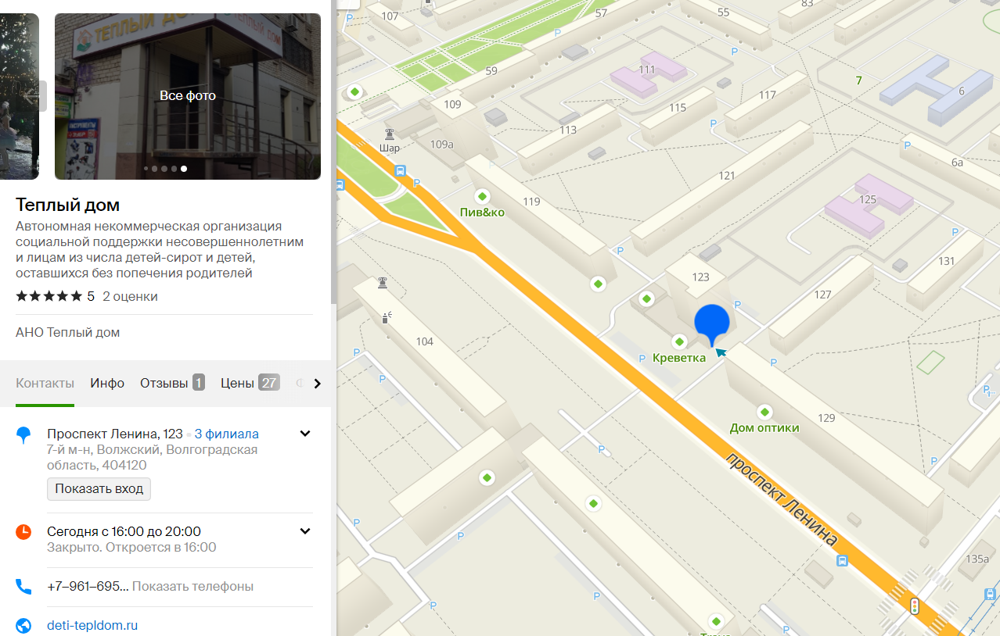 ТЕПЛЫЙ ДОМ
ИНСТРУМЕНТЫ
Все фото
Теплый дом
Автономная некоммерческая организация
социальной поддержки несовершеннолетним
и лицам из числа детей-сирот и детей,
оставшихся без попечения родителей
5 2 оценки
АНО Теплый дом
Контакты Инфо Отзывы 1 Цены 27
Проспект Ленина, 123 3 филиала
7-й м-н, Волжский, Волгоградская
область, 404120
Показать вход
Сегодня с 16:00 до 20:00
Закрыто. Откроется в 16:00
+7–961–695... Показать телефоны
deti-tepldom.ru
107
57
55
83
P
P
P
59
111
7
6
109
117
115
113
P
Шар
109а
P
6а
121
P
119
125
Пив&ко
P
P
131
123
127
P
104
P
Креветка
P
P
P
P
129
Дом оптики
P
P
проспект Ленина
P
P
135а
P
P
P